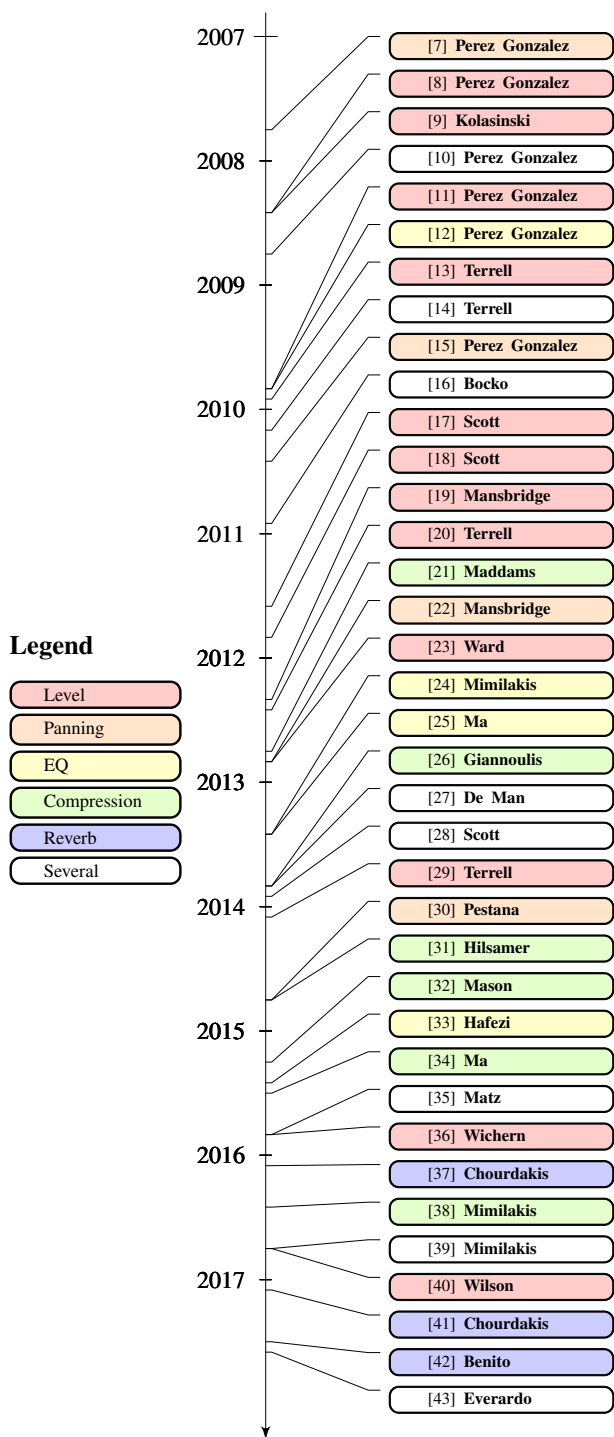 2007
2008
2009
2010
2011
2012
2013
2014
2015
2016
2017
[7] Perez Gonzalez
[8] Perez Gonzalez
[9] Kolasinski
[10] Perez Gonzalez
[11] Perez Gonzalez
[12] Perez Gonzalez
[13] Terrell
[14] Terrell
[15] Perez Gonzalez
[16] Bocko
[17] Scott
[18] Scott
[19] Mansbridge
[20] Terrell
[21] Maddams
[22] Mansbridge
[23] Ward
[24] Mimilakis
[25] Ma
[26] Giannoulis
[27] De Man
[28] Scott
[29] Terrell
[30] Pestana
[31] Hilsamer
[32] Mason
[33] Hafezi
[34] Ma
[35] Matz
[36] Wichern
[37] Chourdakis
[38] Mimilakis
[39] Mimilakis
[40] Wilson
[41] Chourdakis
[42] Benito
[43] Everardo
Legend
Level
Panning
EQ
Compression
Reverb
Several